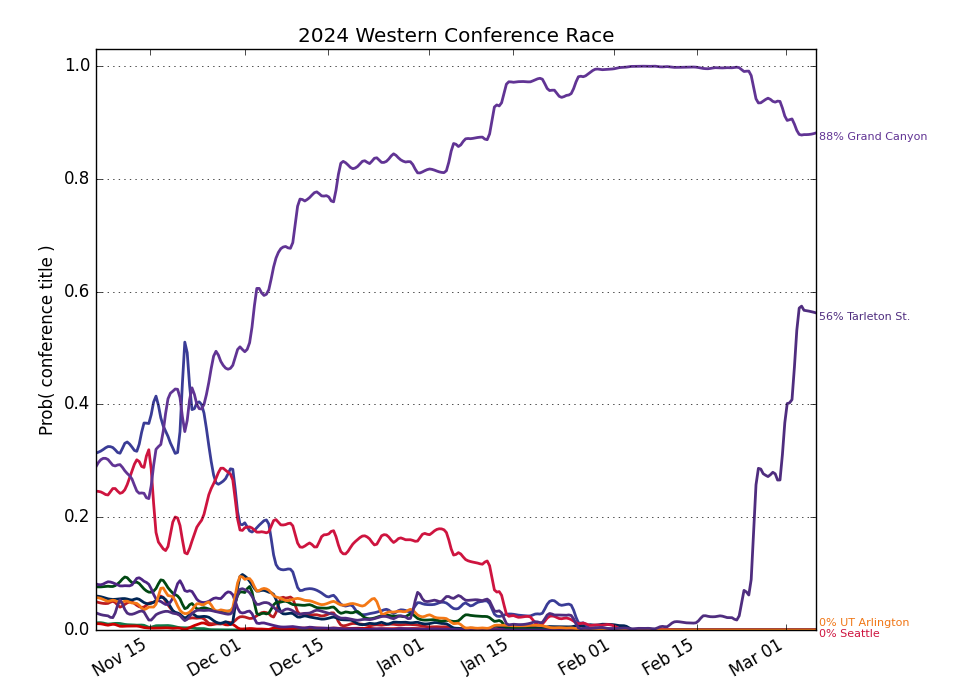 2024 Western Conference Race
Prob( conference title )
1.0
0.8
0.6
0.4
0.2
0.0
88% Grand Canyon
56% Tarleton St.
0% UT Arlington
0% Seattle
Nov 15
Dec 01
Dec 15
Jan 01
Jan 15
Feb 01
Feb 15
Mar 01